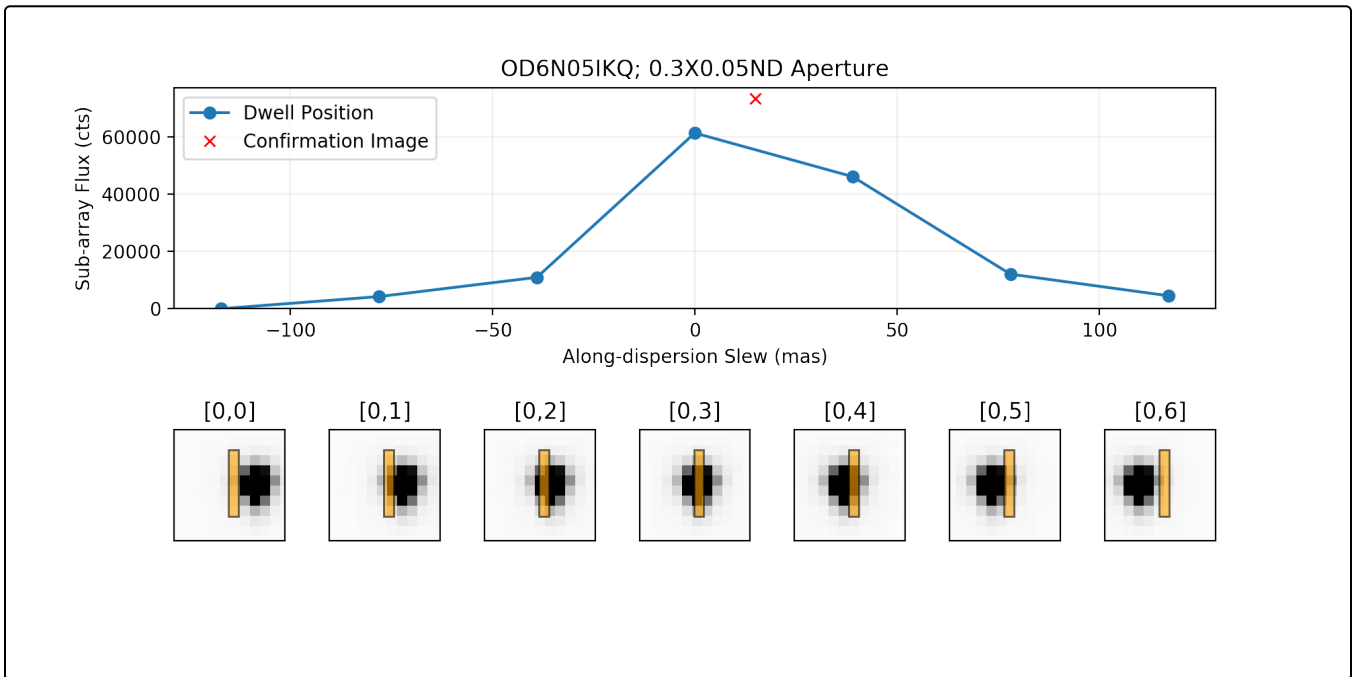 OD6N05IKQ; 0.3X0.05ND Aperture
Dwell Position
Confirmation Image
Sub-array Flux (cts)
60000
40000
20000
0
−100 −50 0 50 100
Along-dispersion Slew (mas)
[0,0] [0,1] [0,2] [0,3] [0,4] [0,5] [0,6]